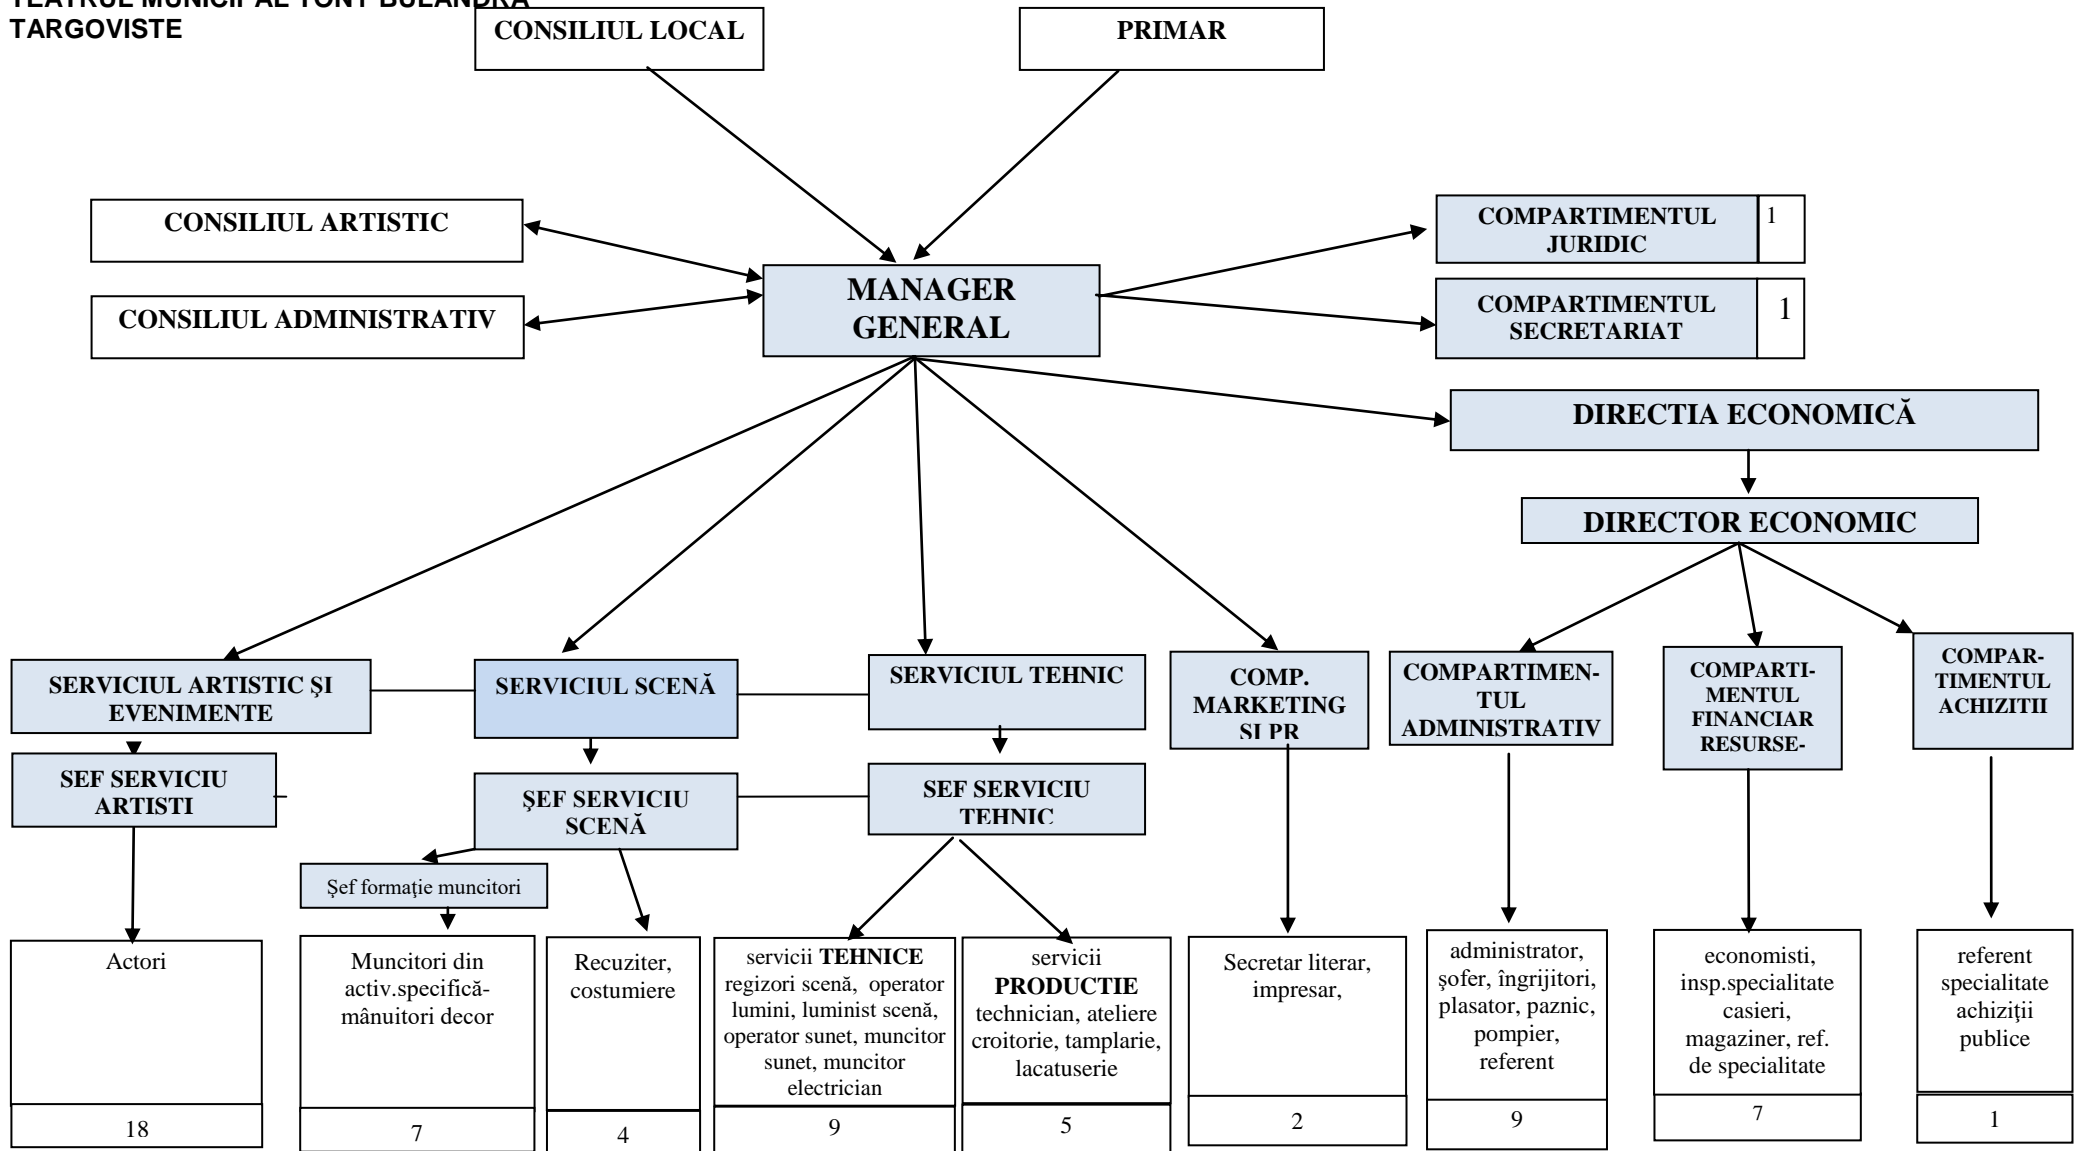 TEATRUL MUNICIPAL TONY BULANDRA
TARGOVISTE
CONSILIUL LOCAL
PRIMAR
CONSILIUL ARTISTIC
CONSILIUL ADMINISTRATIV
MANAGER
GENERAL
COMPARTIMENTUL
JURIDIC
1
COMPARTIMENTUL
SECRETARIAT
1
DIRECTIA ECONOMICĂ
DIRECTOR ECONOMIC
SERVICIUL ARTISTIC ŞI
EVENIMENTE
SERVICIUL SCENĂ
SERVICIUL TEHNIC
COMP.
MARKETING
SI PR
COMPARTIMEN-
TUL
ADMINISTRATIV
COMPARTI-
MENTUL
FINANCIAR
RESURSE-
COMPAR-
TIMENTUL
ACHIZITII
SEF SERVICIU
ARTISTI
ŞEF SERVICIU
SCENĂ
SEF SERVICIU
TEHNIC
Şef formaţie muncitori
Actori
18
Muncitori din
activ.specifică-
mânuitori decor
7
Recuziter,
costumiere
4
servicii TEHNICE
regizori scenă, operator
lumini, luminist scenă,
operator sunet, muncitor
sunet, muncitor
electrician
9
servicii
PRODUCTIE
technician, ateliere
croitorie, tamplarie,
lacatuserie
5
Secretar literar,
impresar,
2
administrator,
şofer, îngrijitori,
plasator, paznic,
pompier,
referent
9
economisti,
insp.specialitate
casieri,
magaziner, ref.
de specialitate
7
referent
specialitate
achiziţii
publice
1